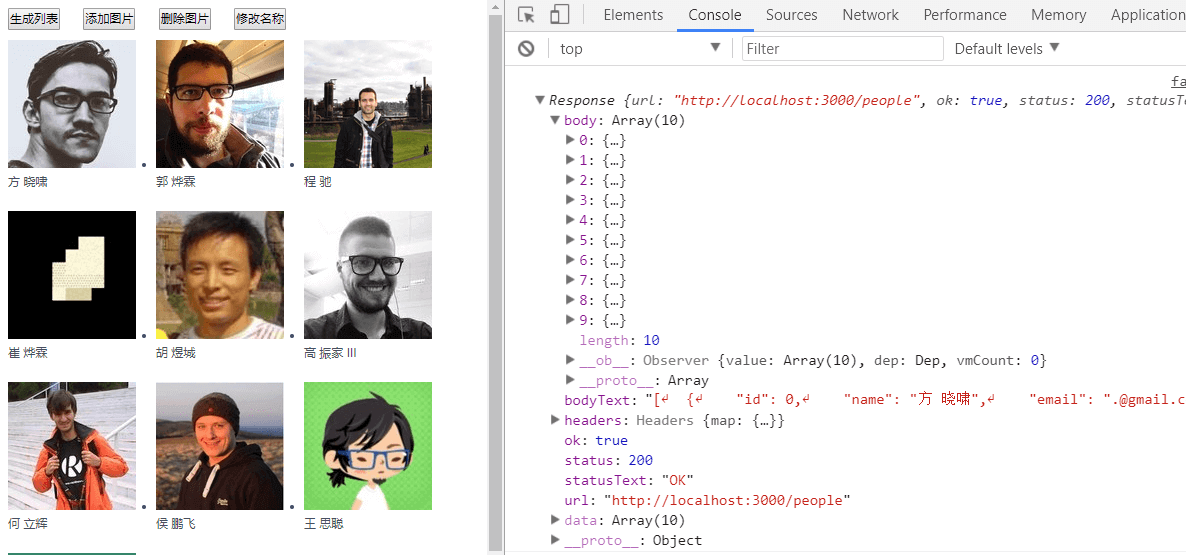 生成列表 添加图片 删除图片 修改名称
方 晓啸 郭 烨霖 程 驰
崔 烨霖 胡 煜城 高 振家 III
何 立辉 侯 鹏飞 王 思聪
Elements Console Sources Network Performance Memory Application
top Filter Default levels
fa
Response {url: "http://localhost:3000/people", ok: true, status: 200, statusTe
body: Array(10)
0: {…}
1: {…}
2: {…}
3: {…}
4: {…}
5: {…}
6: {…}
7: {…}
8: {…}
9: {…}
length: 10
__ob__: Observer {value: Array(10), dep: Dep, vmCount: 0}
__proto__: Array
bodyText: "[↵  {↵    "id": 0,↵    "name": "方 晓啸",↵    "email": ".@gmail.c
headers: Headers {map: {…}}
ok: true
status: 200
statusText: "OK"
url: "http://localhost:3000/people"
data: Array(10)
__proto__: Object